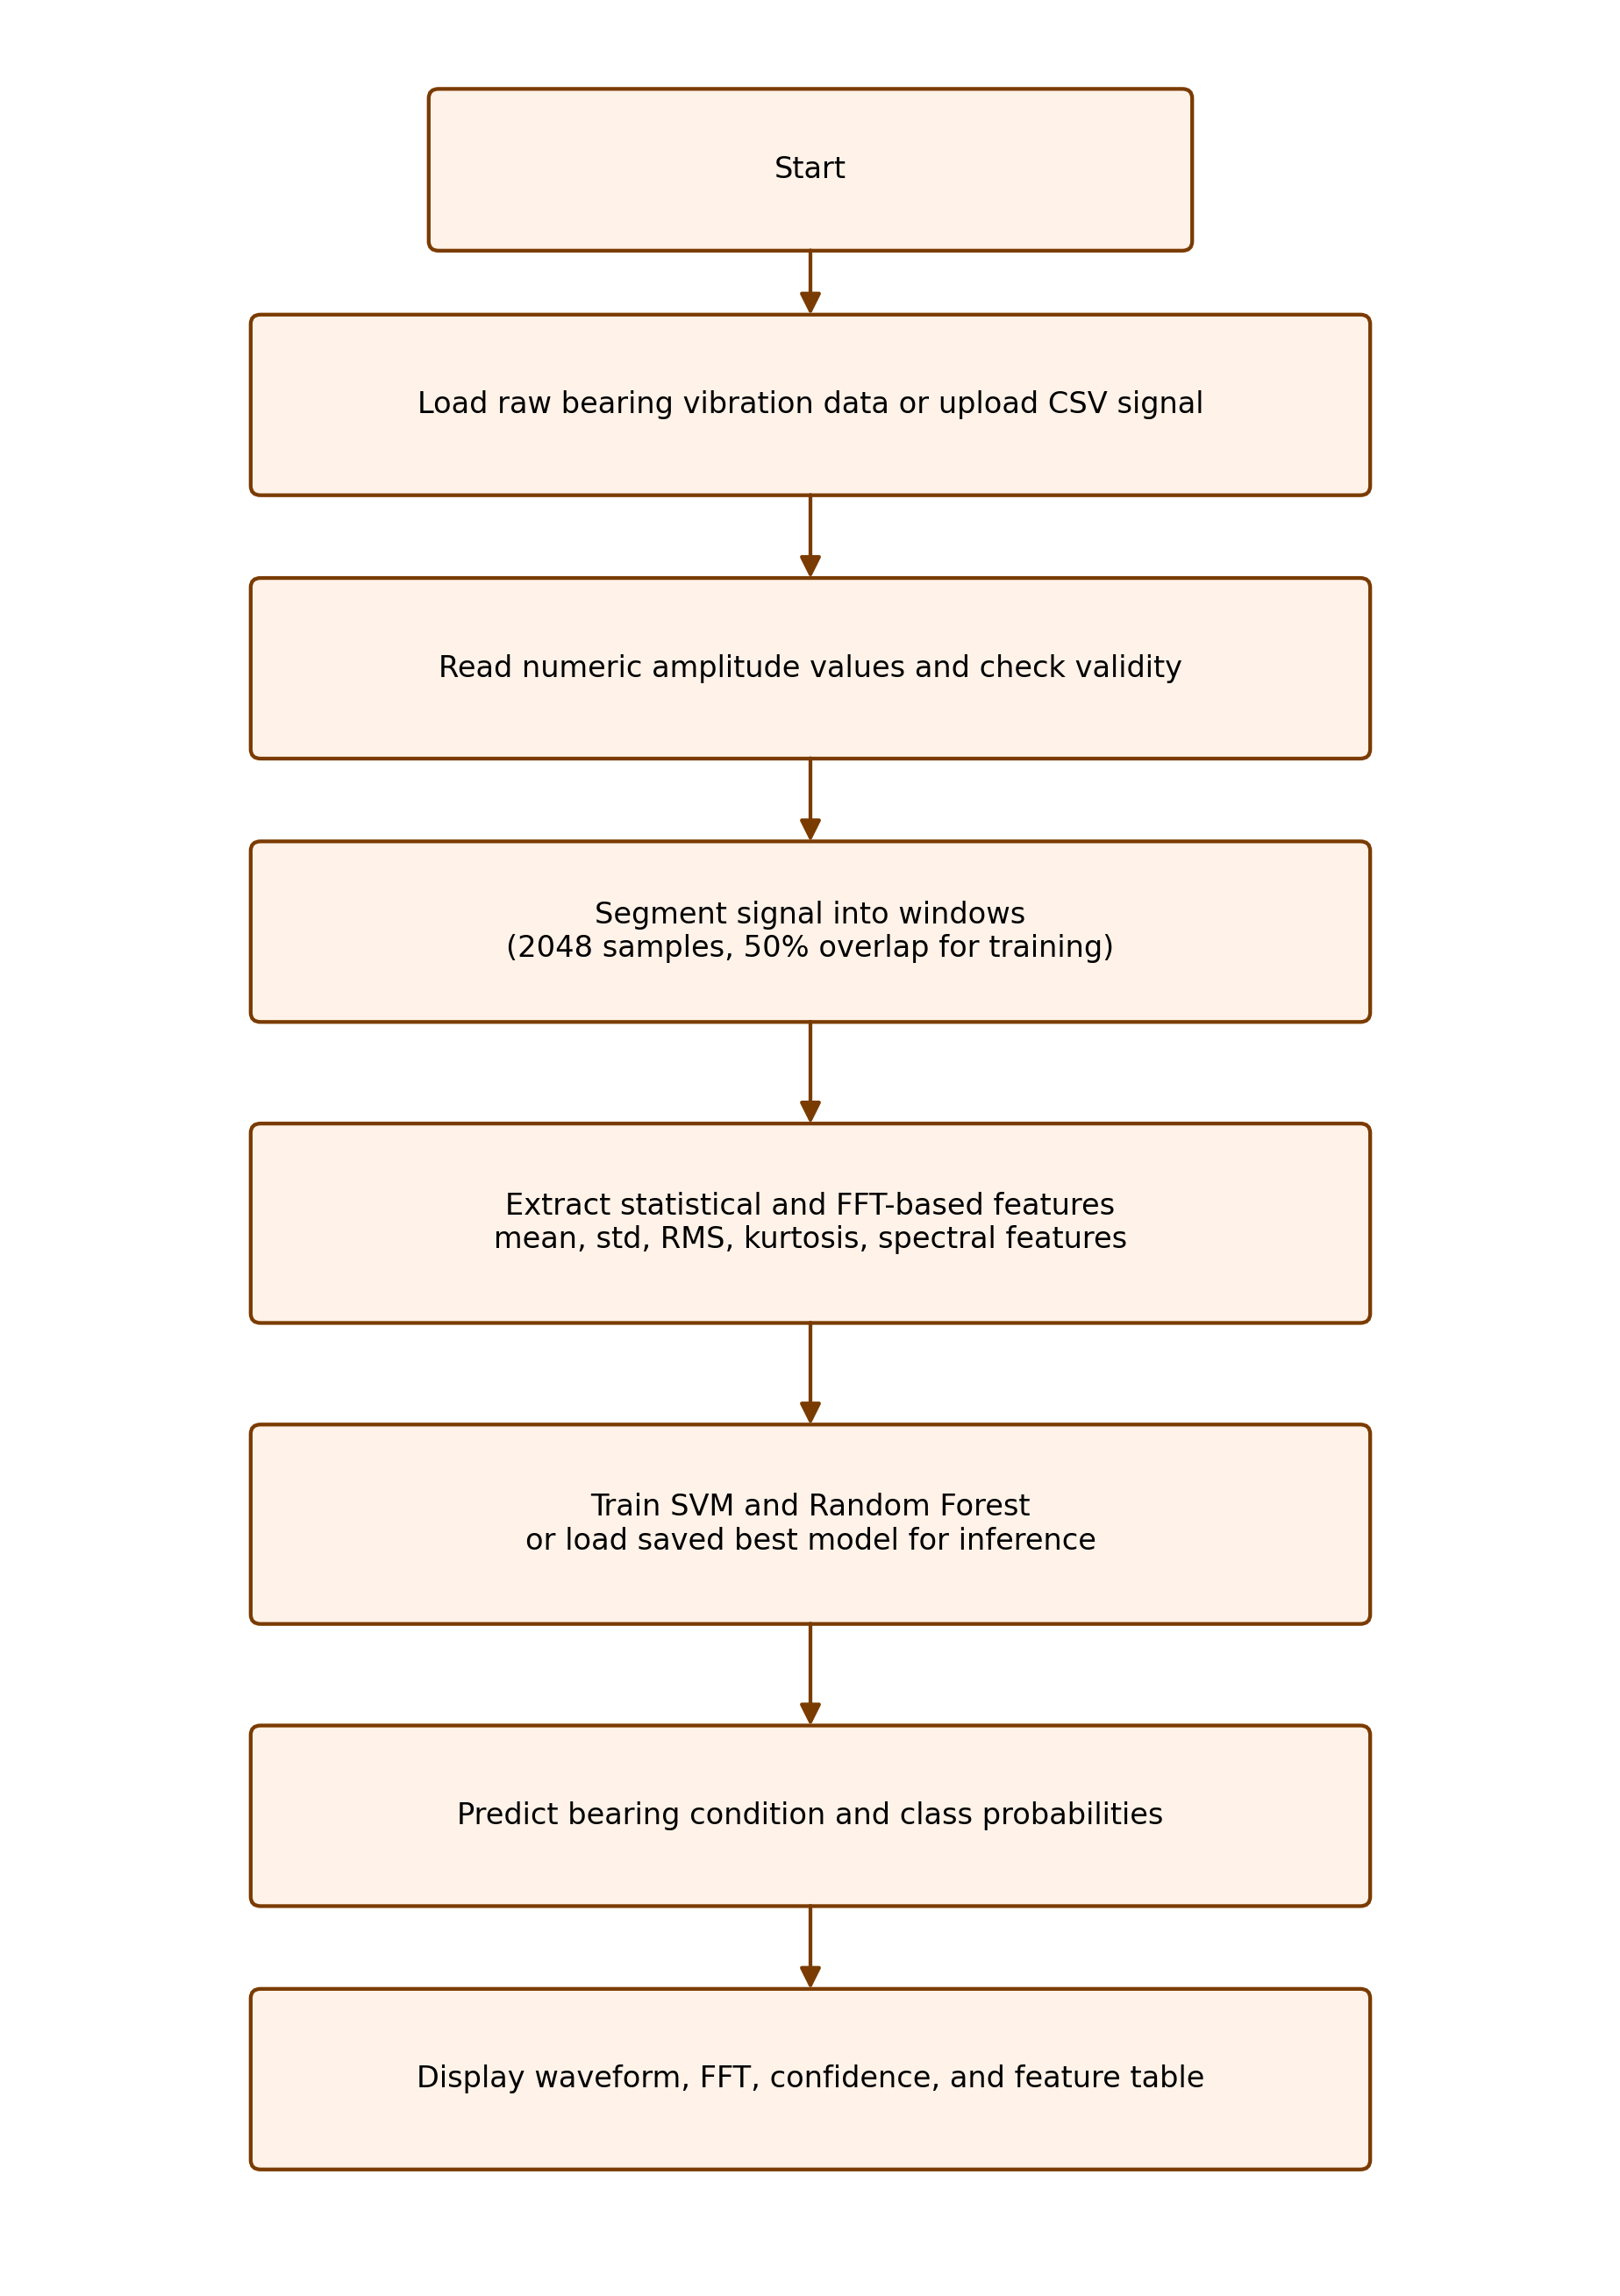 Start
Load raw bearing vibration data or upload CSV signal
Read numeric amplitude values and check validity
Segment signal into windows
(2048 samples, 50% overlap for training)
Extract statistical and FFT-based features
mean, std, RMS, kurtosis, spectral features
Train SVM and Random Forest
or load saved best model for inference
Predict bearing condition and class probabilities
Display waveform, FFT, confidence, and feature table